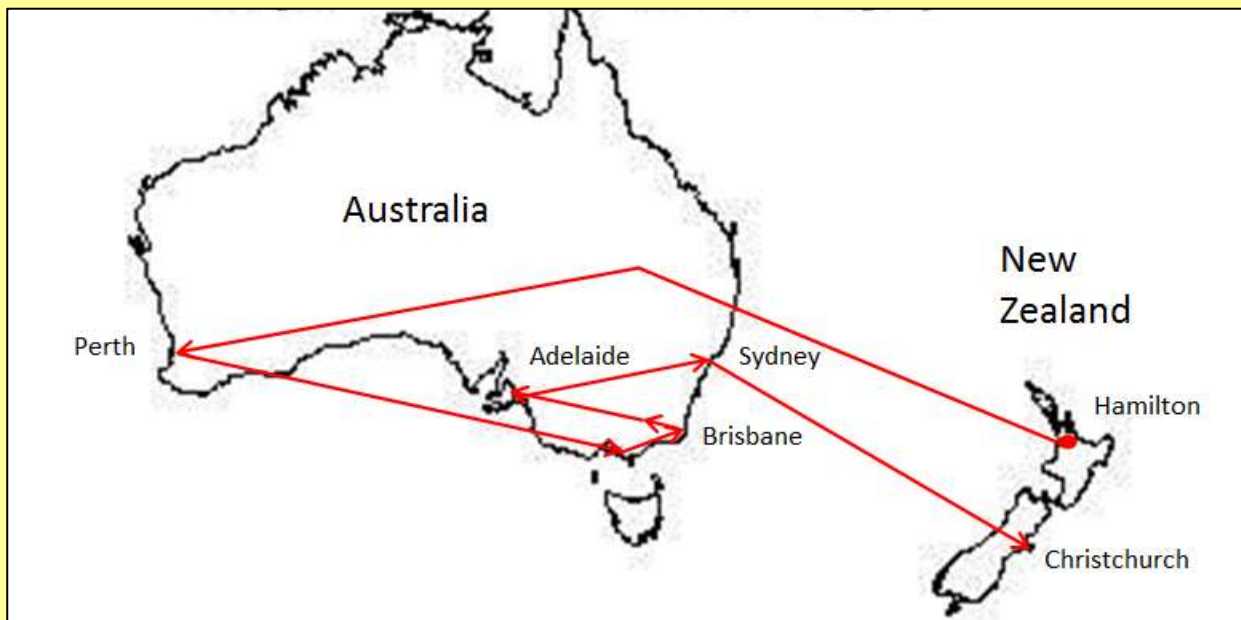 Australia
New
Zealand
Perth
Adelaide
Sydney
Hamilton
Brisbane
Christchurch